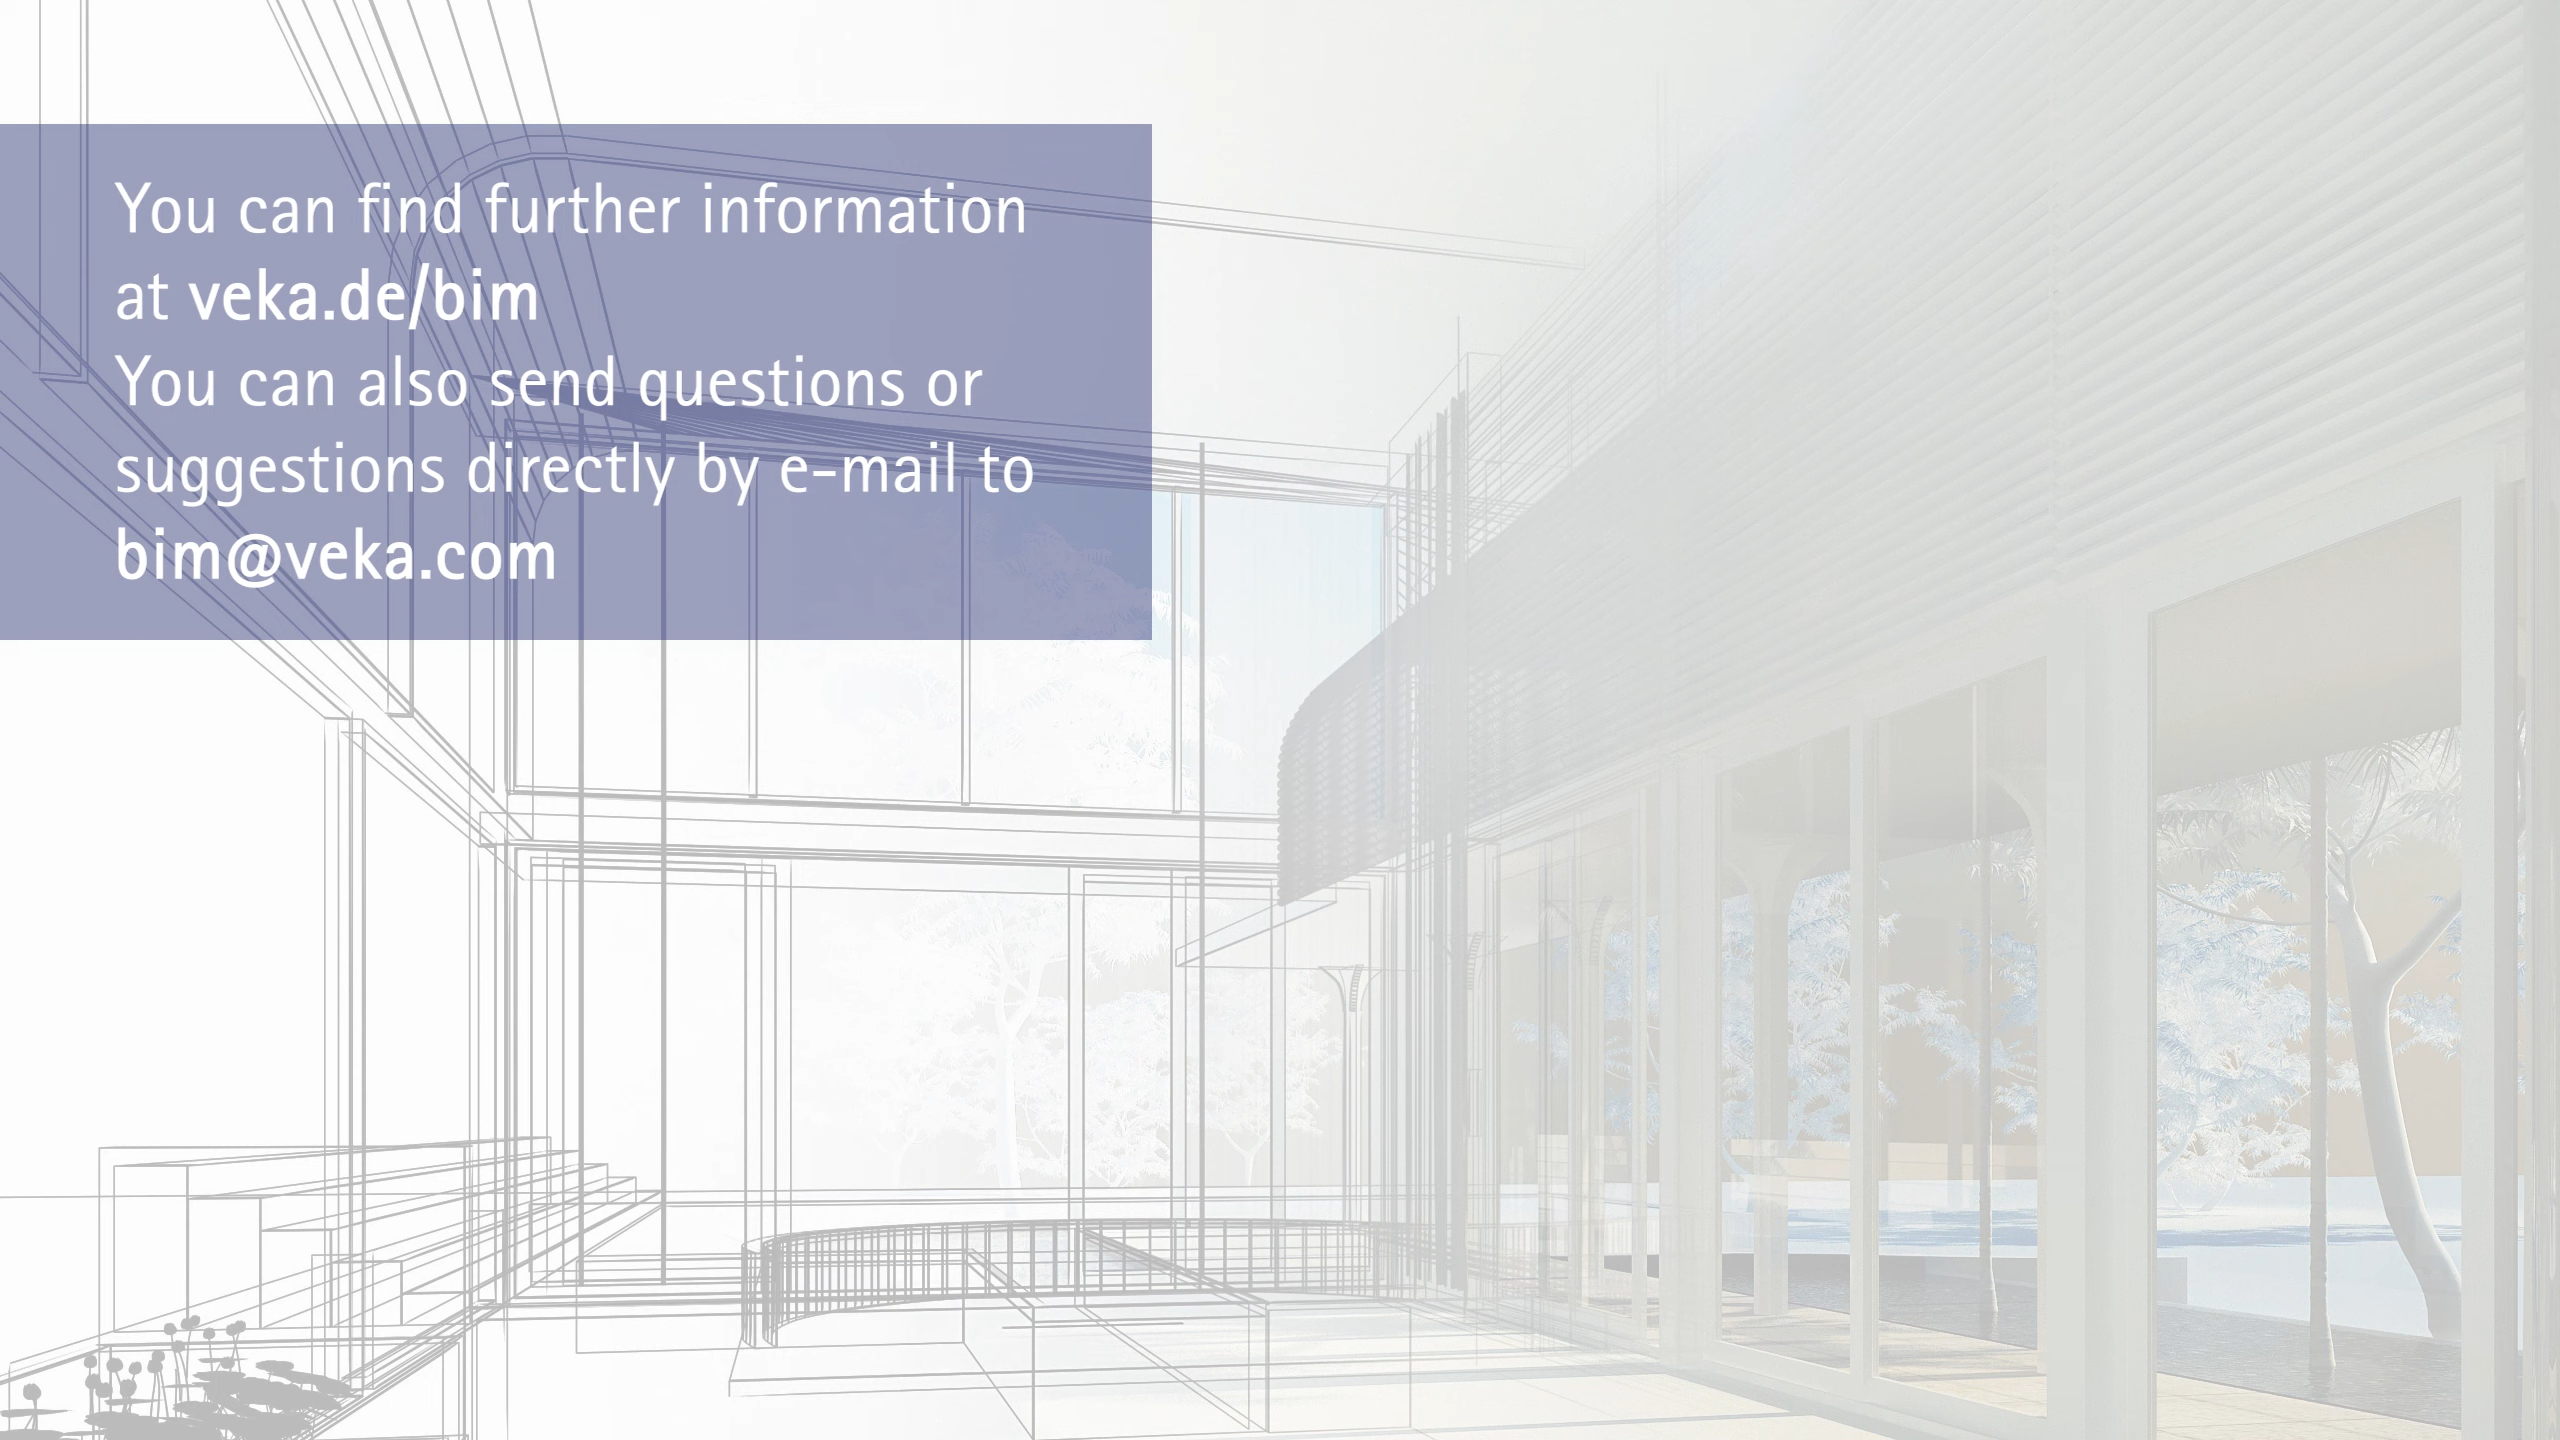 You can find further information
at veka.de/bim
You can also send questions or
suggestions directly by e-mail to
bim@veka.com